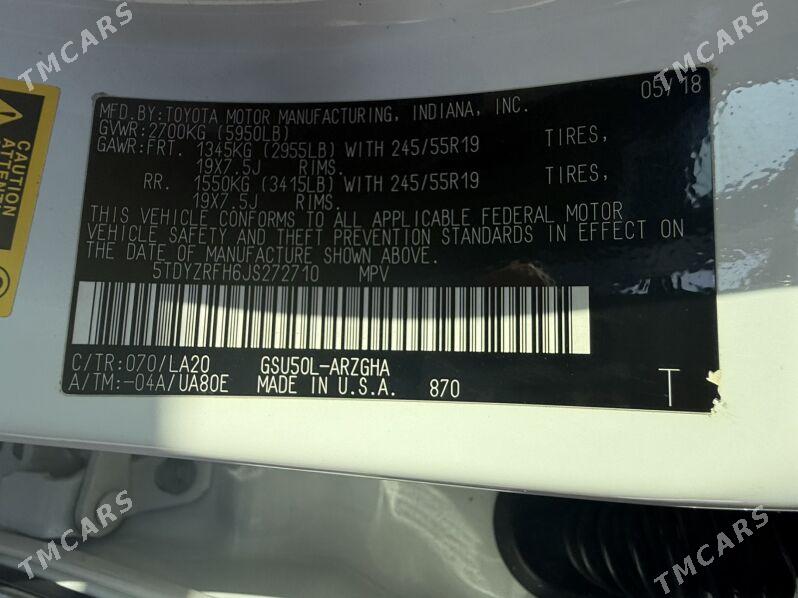 TMCARS
TMCARS
CAUTION
ATTENT
05/18
MFD.BY:TOYOTA MOTOR MANUFACTURING, INDIANA, INC.
GVWR:2700KG (5950LB)
GAWR:FRT. 1345KG (2955LB) WITH 245/55R19 TIRES,
19X7.5J RIMS.
RR. 1550KG (3415LB) WITH 245/55R19 TIRES,
19X7.5J RIMS.
THIS VEHICLE CONFORMS TO ALL APPLICABLE FEDERAL MOTOR
VEHICLE SAFETY AND THEFT PREVENTION STANDARDS IN EFFECT ON
THE DATE OF MANUFACTURE SHOWN ABOVE.
5TDYZRFH6JS272710 MPV
C/TR:070/LA20 GSU50L-ARZGHA
A/TM:-04A/UA80E MADE IN U.S.A. 870 T
TMCARS
TMCARS